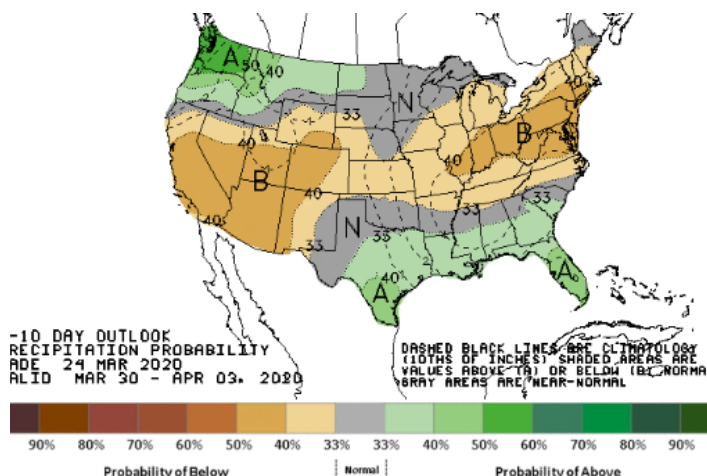 A
50
40
2
N
33
40
B
B
40
40
40
40
33
N
33
33
33
40
2
A
A
-10 DAY OUTLOOK
RECIPITATION PROBABILITY
ADE 24 MAR 2020
ALID MAR 30 - APR 03, 2020
DASHED BLACK LINES ARE CLIMATOLOGY
(10THS OF INCHES) SHADED AREAS ARE
VALUES ABOVE (A) OR BELOW (B) NORMA
GRAY AREAS ARE NEAR-NORMAL
90% 80% 70% 60% 50% 40% 33% 33% 40% 50% 60% 70% 80% 90%
Probability of Below Normal Probability of Above